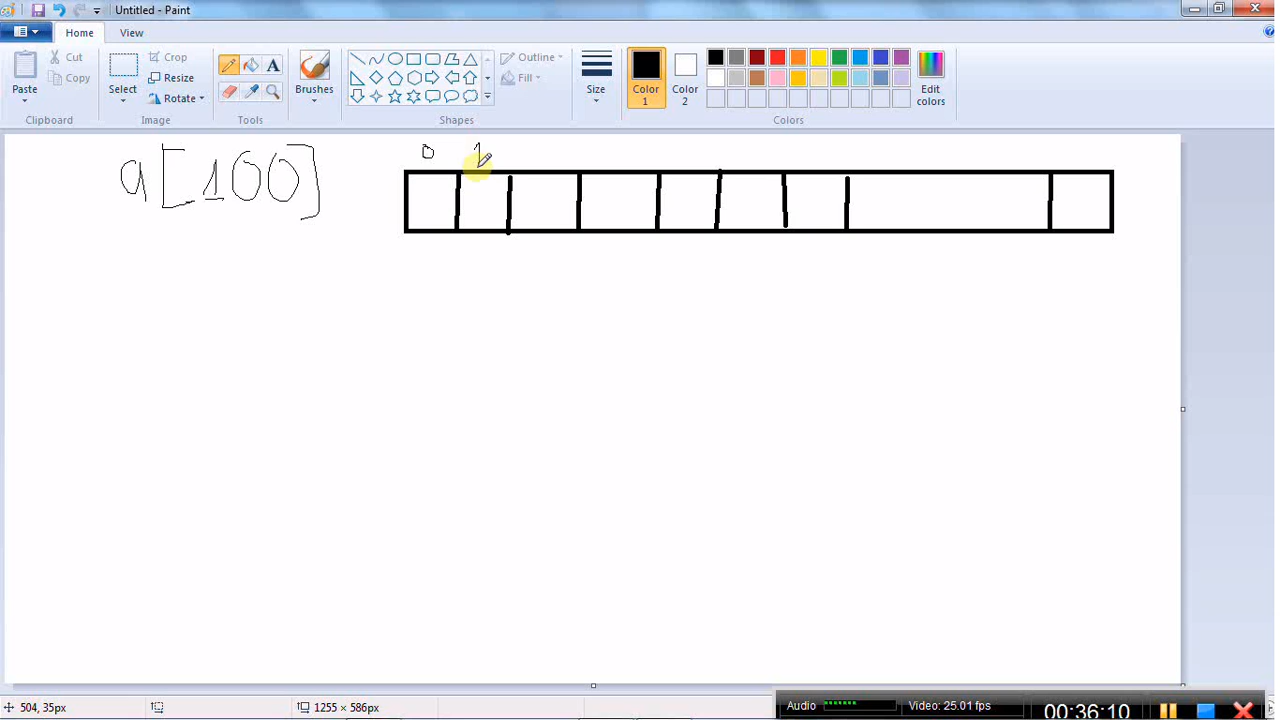 Untitled - Paint
Home View
Paste
Cut
Copy
Clipboard
Select
Crop
Resize
Rotate
Image
Tools
Brushes
Outline
Fill
Shapes
Size
Color 1
Color 2
Edit colors
Colors
a[100]
0 1
504, 35px
1255 × 586px
Audio
Video: 25.01 fps
00:36:10